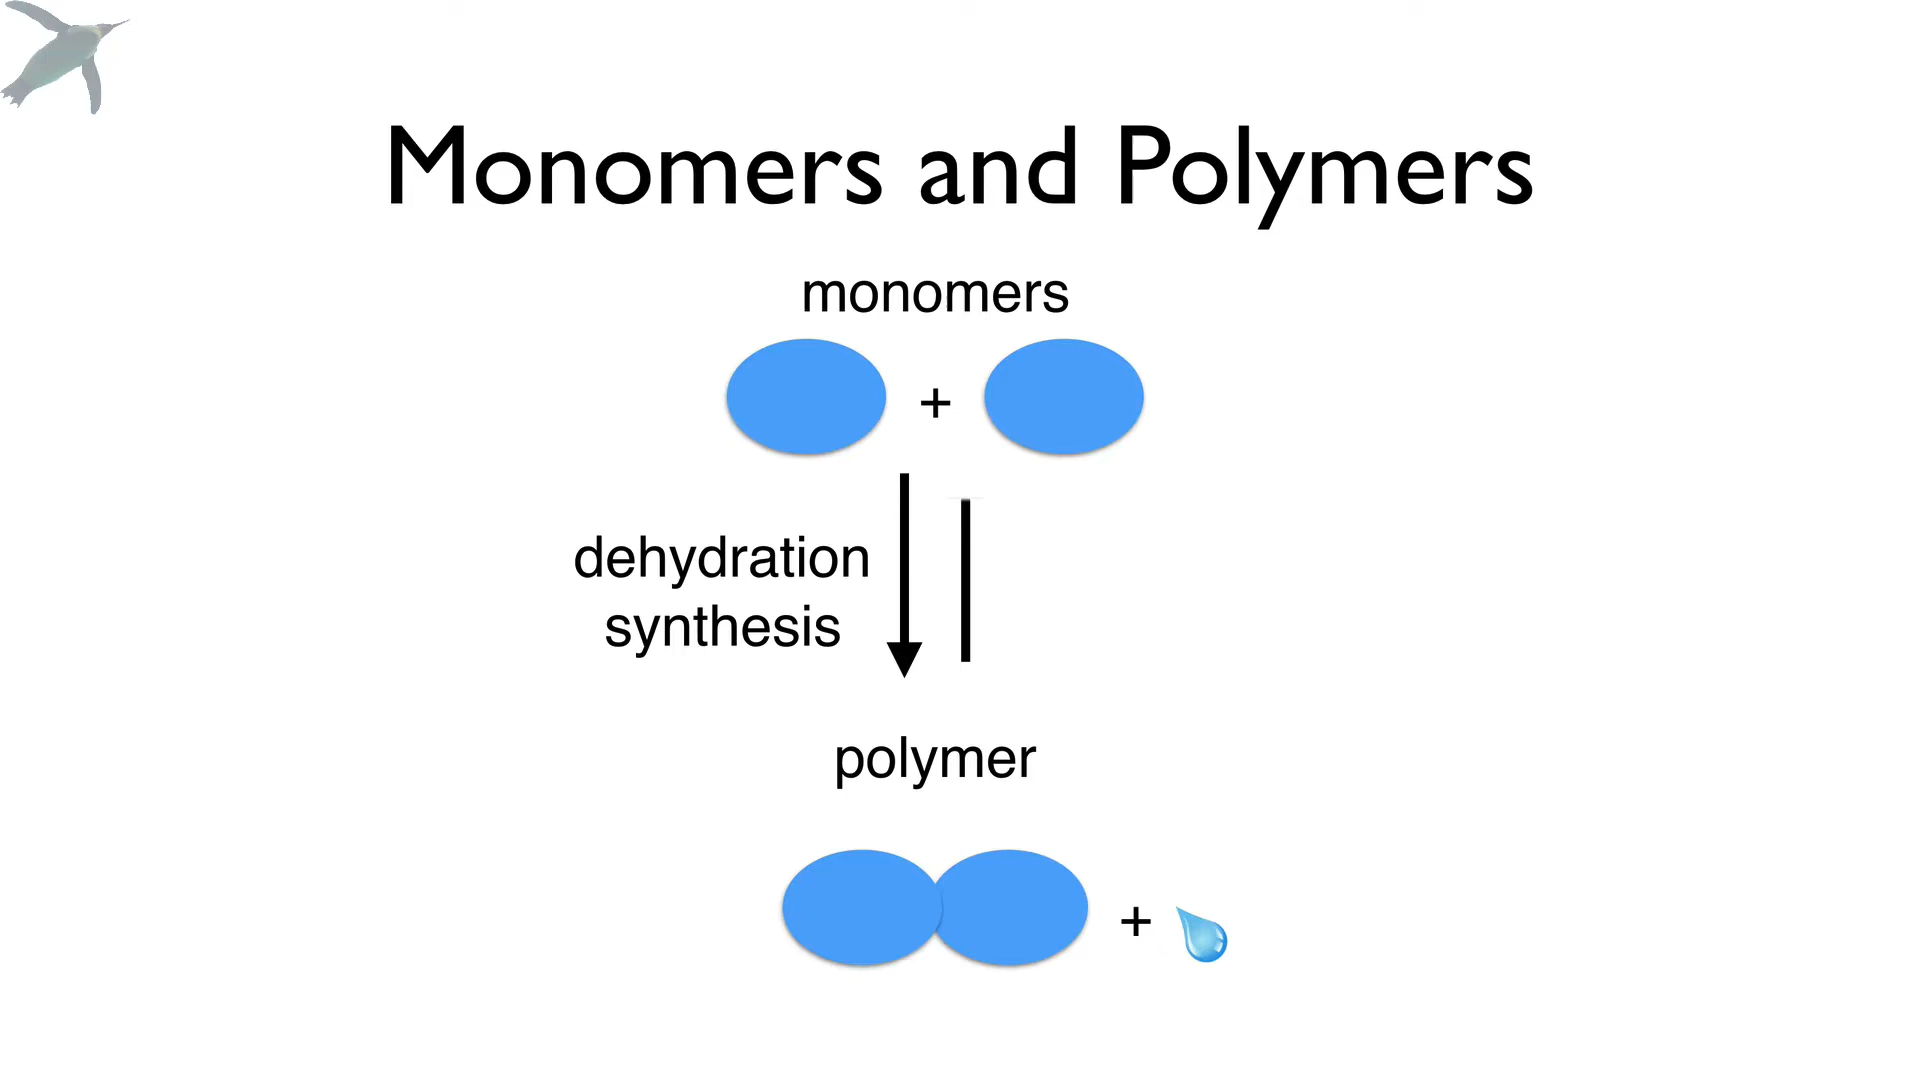 Monomers and Polymers
monomers
+
dehydration
synthesis
polymer
+